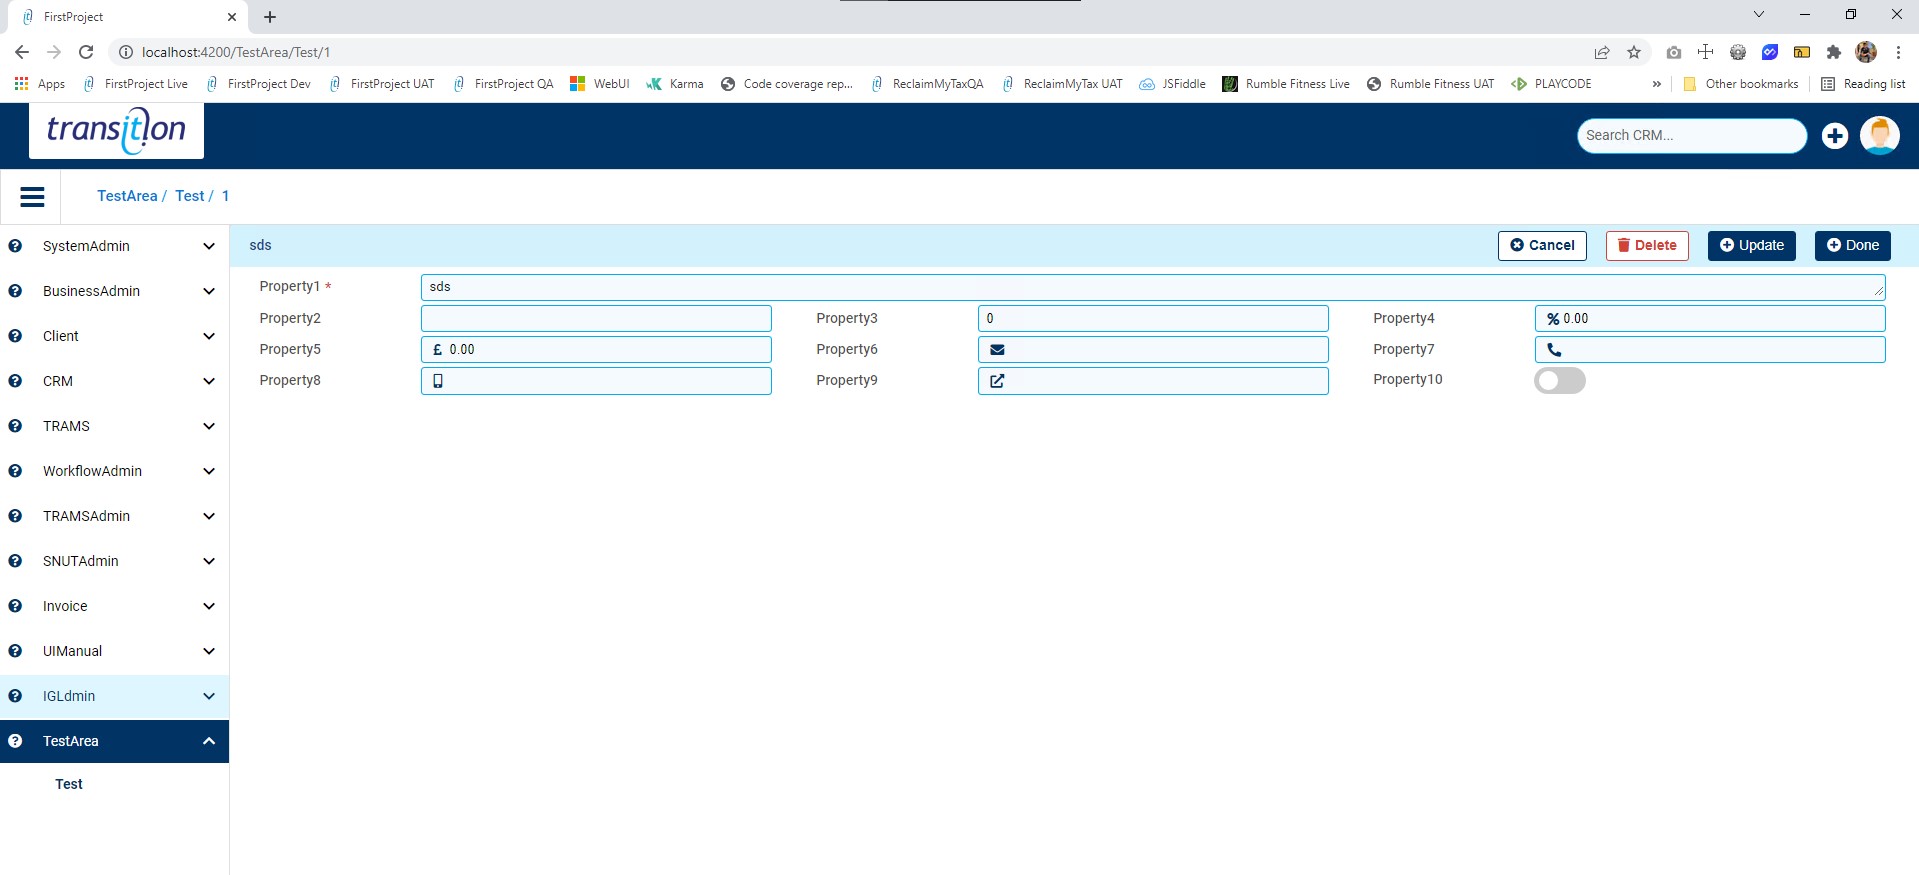 FirstProject
localhost:4200/TestArea/Test/1
Apps FirstProject Live FirstProject Dev FirstProject UAT FirstProject QA WebUI Karma Code coverage rep... ReclaimMyTaxQA ReclaimMyTax UAT JSFiddle Rumble Fitness Live Rumble Fitness UAT PLAYCODE » Other bookmarks Reading list
transition
Search CRM...
TestArea / Test / 1
SystemAdmin
sds
Cancel Delete Update Done
BusinessAdmin
Client
CRM
TRAMS
WorkflowAdmin
TRAMSAdmin
SNUTAdmin
Invoice
UIManual
IGLdmin
TestArea
Test
Property1 * sds
Property2 Property3 0 Property4 % 0.00
Property5 £ 0.00 Property6 Property7
Property8 Property9 Property10